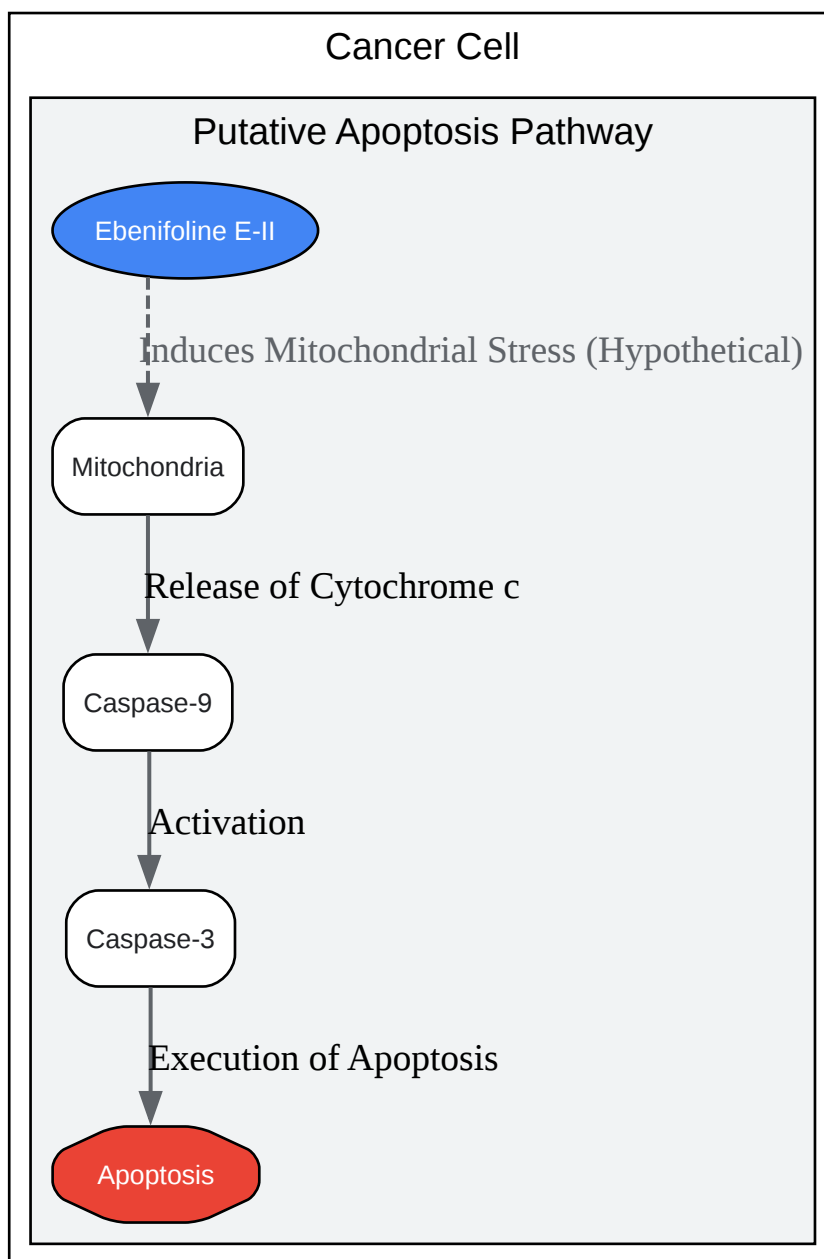 Cancer Cell
Putative Apoptosis Pathway
Ebenifoline E-II
Induces Mitochondrial Stress (Hypothetical)
Mitochondria
Release of Cytochrome c
Caspase-9
Activation
Caspase-3
Execution of Apoptosis
Apoptosis